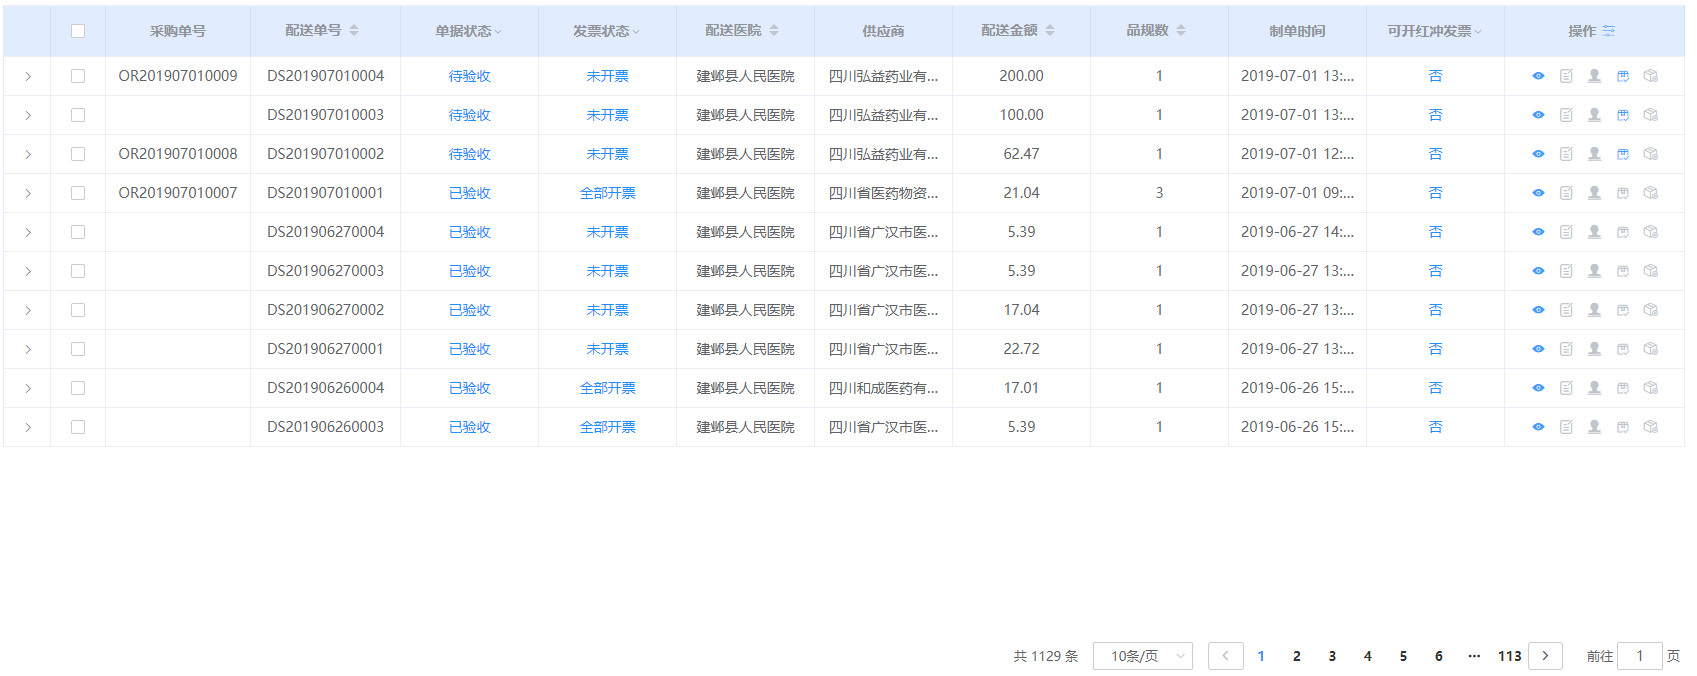 采购单号 配送单号 单据状态 发票状态 配送医院 供应商 配送金额 品规数 制单时间 可开红冲发票 操作
OR201907010009 DS201907010004 待验收 未开票 建邺县人民医院 四川弘益药业有... 200.00 1 2019-07-01 13:... 否
DS201907010003 待验收 未开票 建邺县人民医院 四川弘益药业有... 100.00 1 2019-07-01 13:... 否
OR201907010008 DS201907010002 待验收 未开票 建邺县人民医院 四川弘益药业有... 62.47 1 2019-07-01 12:... 否
OR201907010007 DS201907010001 已验收 全部开票 建邺县人民医院 四川省医药物资... 21.04 3 2019-07-01 09:... 否
DS201906270004 已验收 未开票 建邺县人民医院 四川省广汉市医... 5.39 1 2019-06-27 14:... 否
DS201906270003 已验收 未开票 建邺县人民医院 四川省广汉市医... 5.39 1 2019-06-27 13:... 否
DS201906270002 已验收 未开票 建邺县人民医院 四川省广汉市医... 17.04 1 2019-06-27 13:... 否
DS201906270001 已验收 未开票 建邺县人民医院 四川省广汉市医... 22.72 1 2019-06-27 13:... 否
DS201906260004 已验收 全部开票 建邺县人民医院 四川和成医药有... 17.01 1 2019-06-26 15:... 否
DS201906260003 已验收 全部开票 建邺县人民医院 四川省广汉市医... 5.39 1 2019-06-26 15:... 否
共 1129 条 10条/页 1 2 3 4 5 6 ... 113 前往 1 页